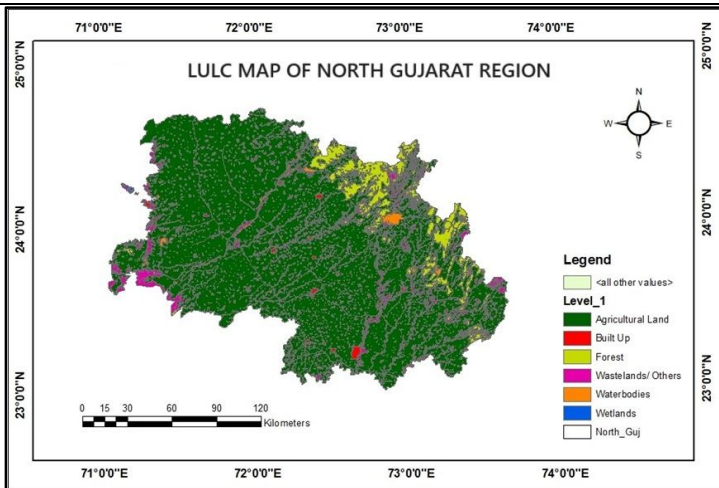 71°0'0"E 72°0'0"E 73°0'0"E 74°0'0"E
25°0'0"N
25°0'0"N
LULC MAP OF NORTH GUJARAT REGION
N
W E
S
24°0'0"N
24°0'0"N
Legend
<all other values>
Level_1
Agricultural Land
Built Up
Forest
Wastelands/ Others
Waterbodies
Wetlands
North_Guj
23°0'0"N
23°0'0"N
0 15 30 60 90 120
Kilometers
71°0'0"E 72°0'0"E 73°0'0"E 74°0'0"E